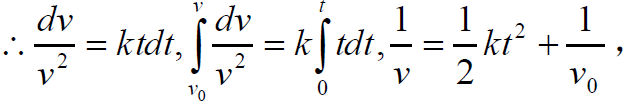 ∴ dv/v² = ktdt, ∫_{v₀}^{v} dv/v² = k∫_{0}^{t} tdt, 1/v = 1/2 kt² + 1/v₀ ，